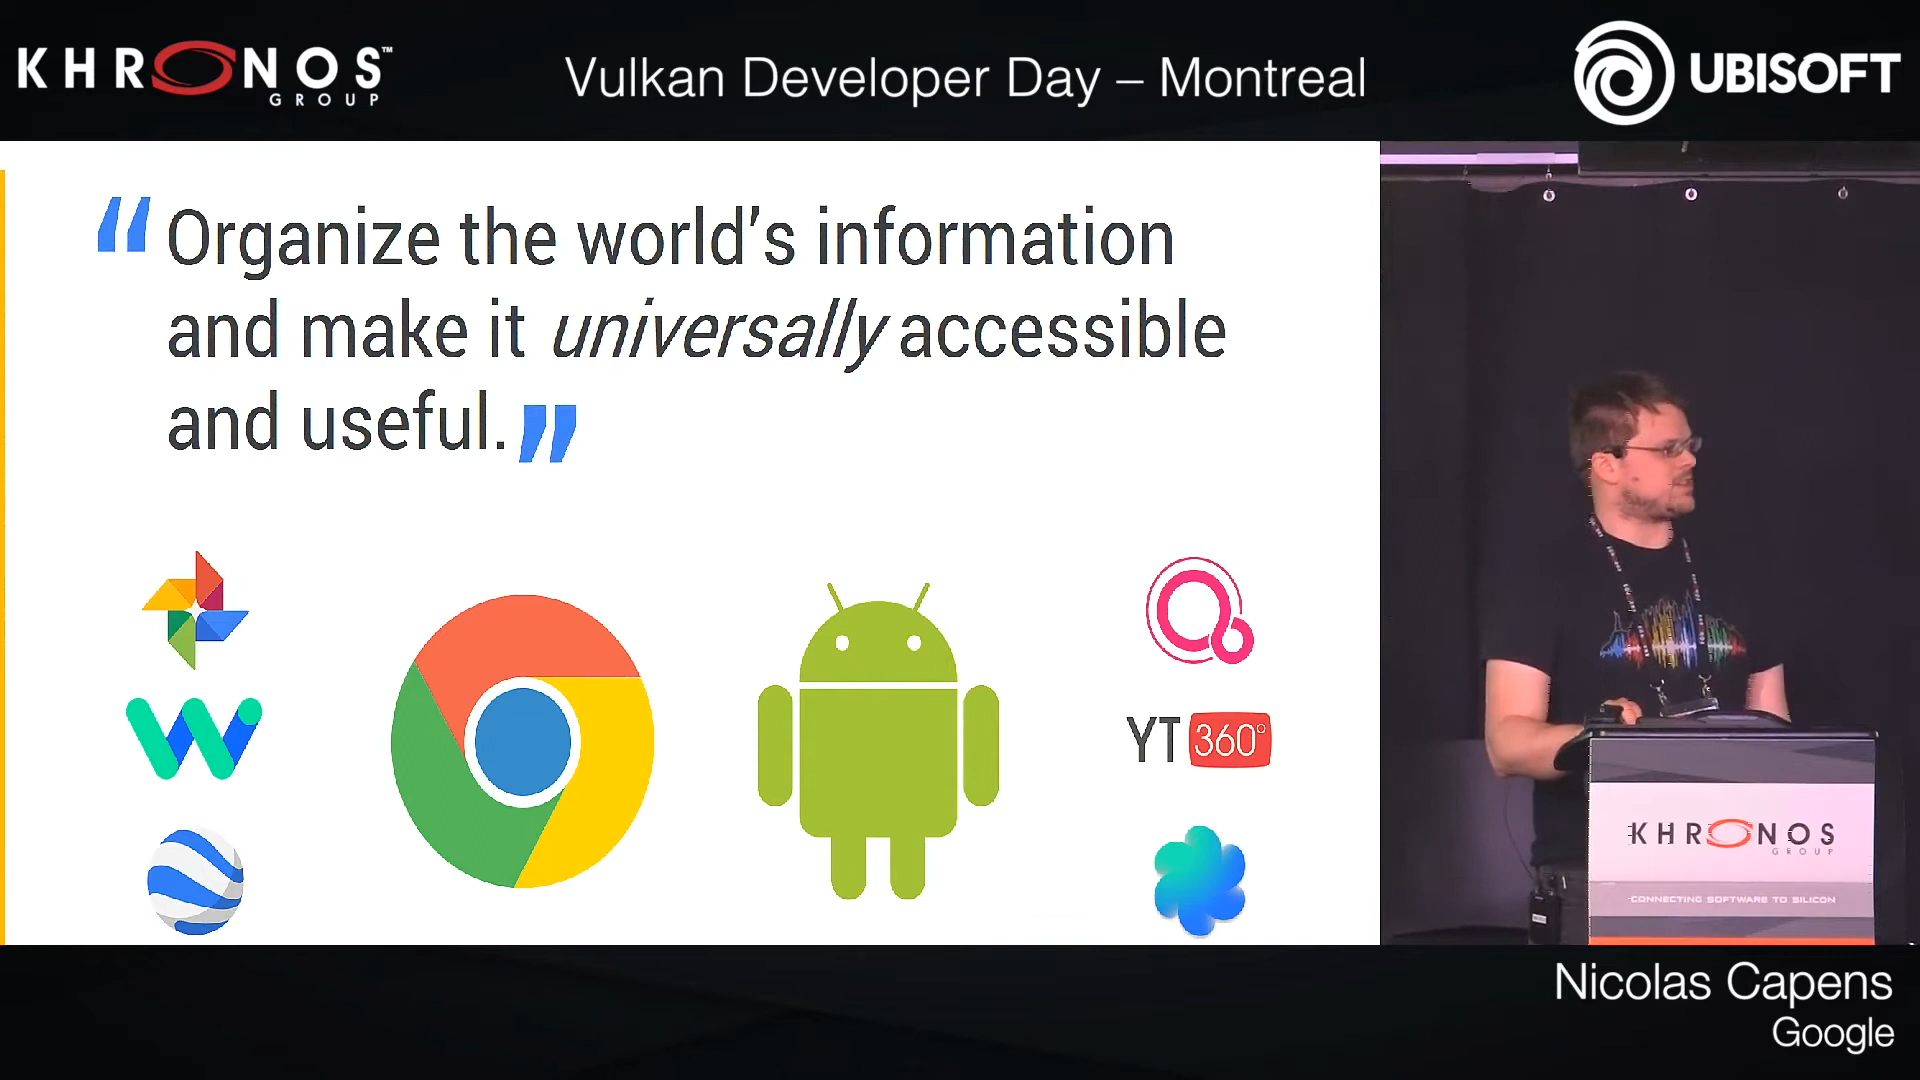 KHRONOS™
GROUP
Vulkan Developer Day – Montreal
UBISOFT
“Organize the world’s information
and make it universally accessible
and useful.”
YT 360°
KHRONOS
GROUP
CONNECTING SOFTWARE TO SILICON
Nicolas Capens
Google